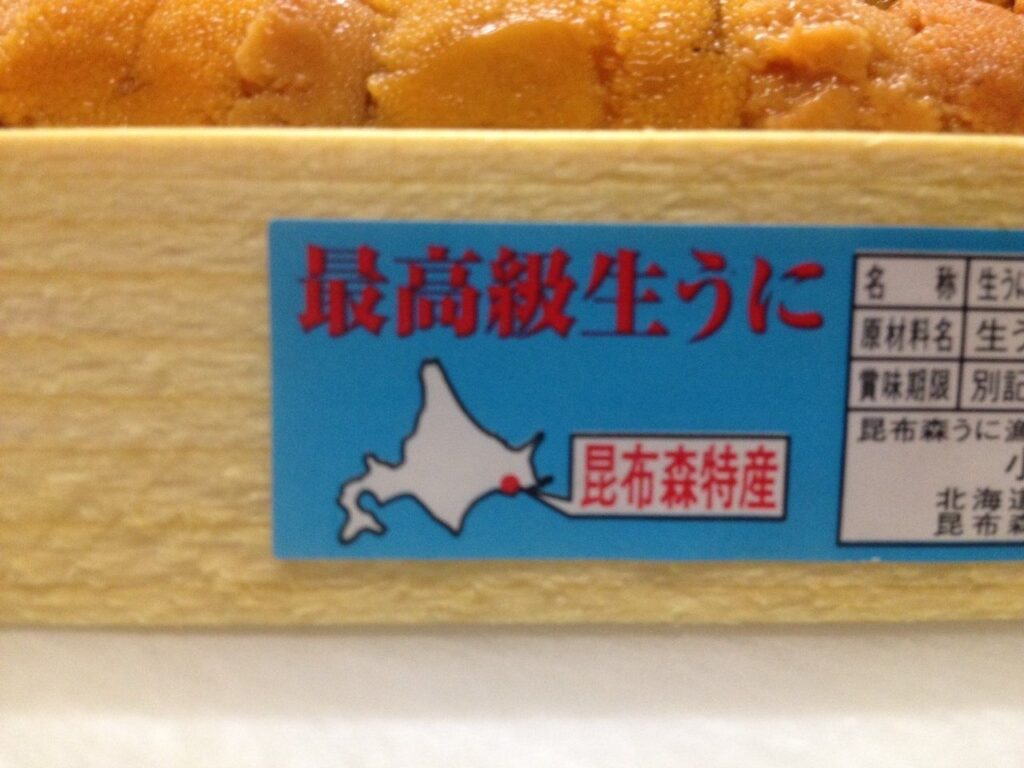 最高級生うに
昆布森特産
名 称 生うに
原材料名 生う
賞味期限 別記
昆布森うに漁
小
北海道
昆布森